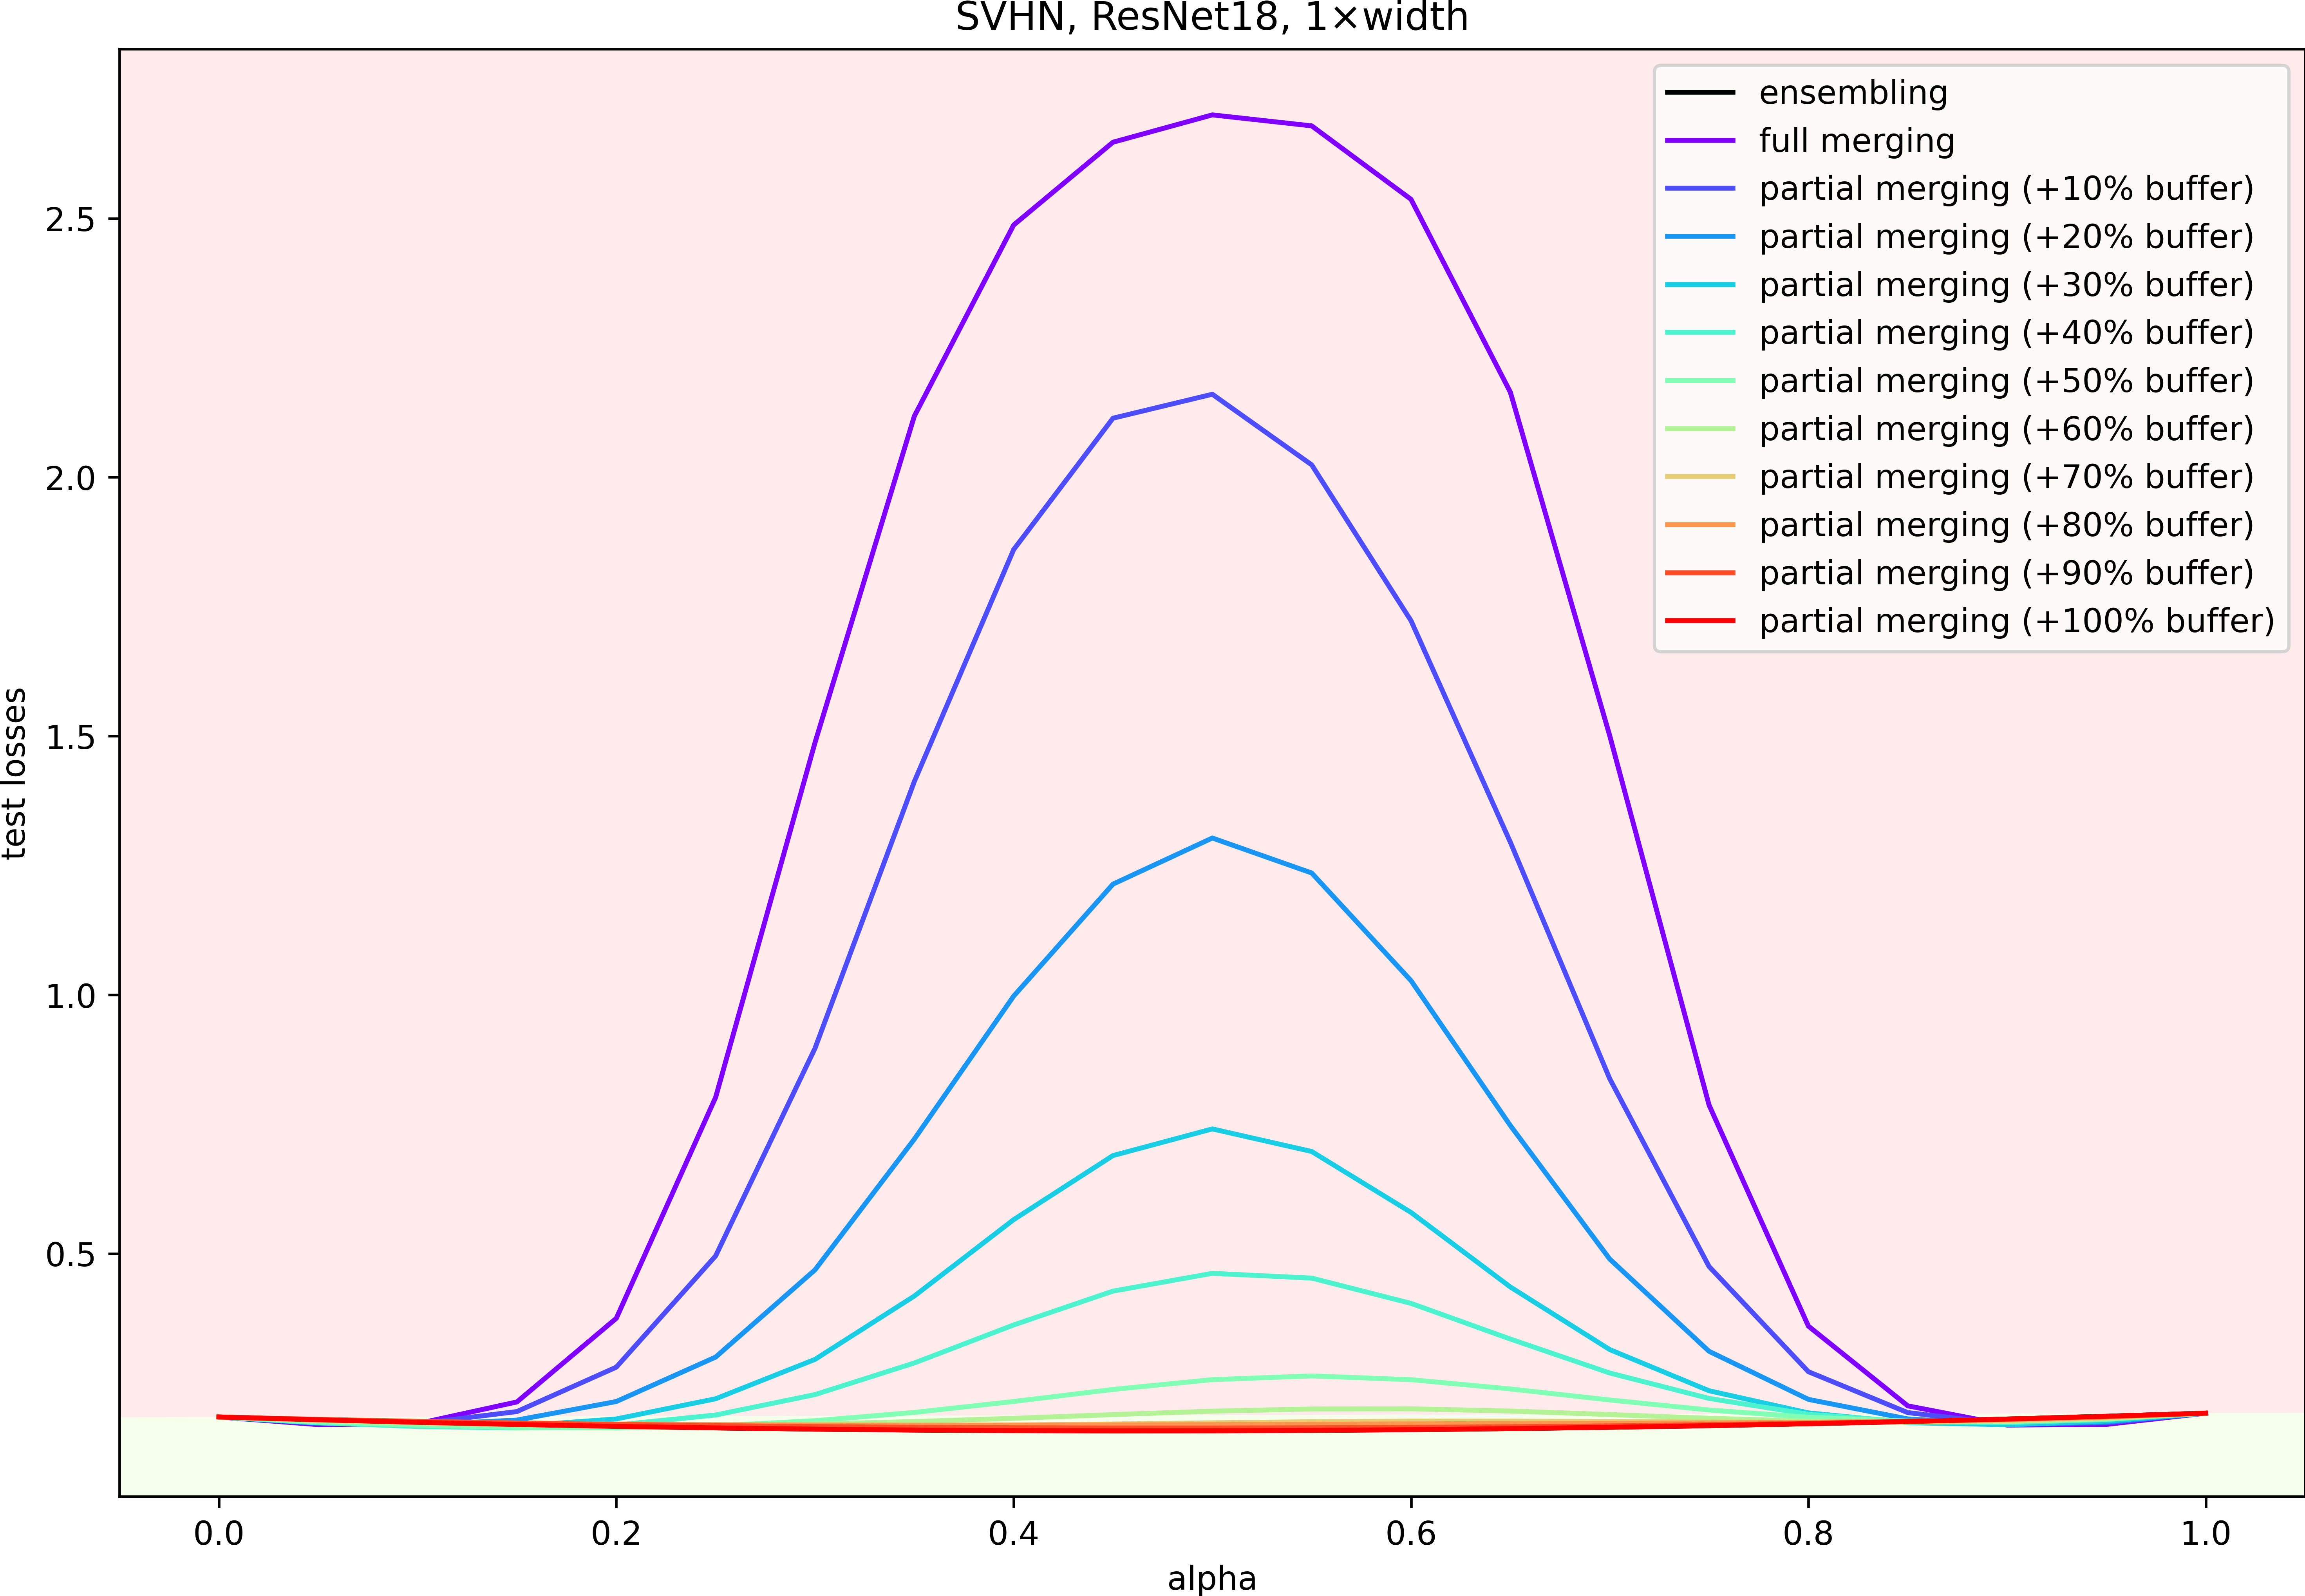 SVHN, ResNet18, 1×width
ensembling
full merging
partial merging (+10% buffer)
partial merging (+20% buffer)
partial merging (+30% buffer)
partial merging (+40% buffer)
partial merging (+50% buffer)
partial merging (+60% buffer)
partial merging (+70% buffer)
partial merging (+80% buffer)
partial merging (+90% buffer)
partial merging (+100% buffer)
2.5
2.0
1.5
1.0
0.5
test losses
0.0 0.2 0.4 0.6 0.8 1.0
alpha